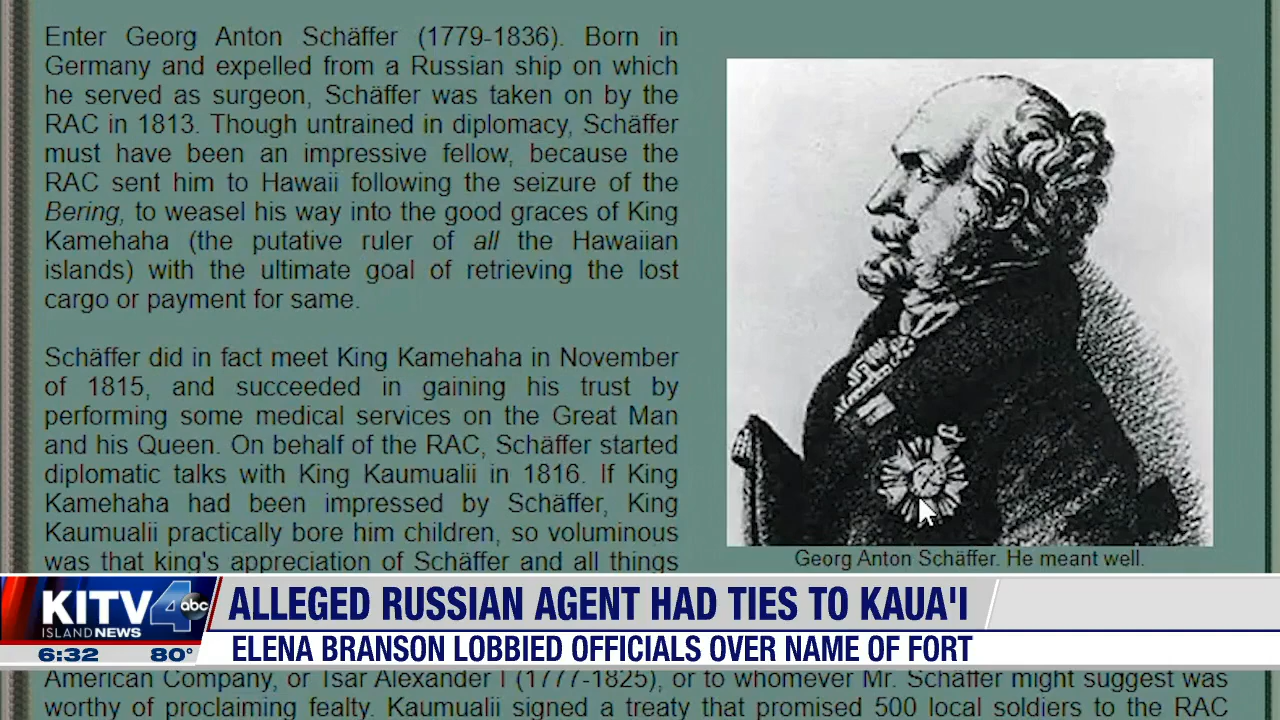 Enter Georg Anton Schäffer (1779-1836). Born in
Germany and expelled from a Russian ship on which
he served as surgeon, Schäffer was taken on by the
RAC in 1813. Though untrained in diplomacy, Schäffer
must have been an impressive fellow, because the
RAC sent him to Hawaii following the seizure of the
Bering, to weasel his way into the good graces of King
Kamehaha (the putative ruler of all the Hawaiian
islands) with the ultimate goal of retrieving the lost
cargo or payment for same.
Schäffer did in fact meet King Kamehaha in November
of 1815, and succeeded in gaining his trust by
performing some medical services on the Great Man
and his Queen. On behalf of the RAC, Schäffer started
diplomatic talks with King Kaumualii in 1816. If King
Kamehaha had been impressed by Schäffer, King
Kaumualii practically bore him children, so voluminous
was that king's appreciation of Schäffer and all things
Georg Anton Schäffer. He meant well.
KITV 4 abc
ISLAND NEWS
6:32 80°
ALLEGED RUSSIAN AGENT HAD TIES TO KAUA'I
ELENA BRANSON LOBBIED OFFICIALS OVER NAME OF FORT
American Company, or Tsar Alexander I (1777-1825), or to whomever Mr. Schäffer might suggest was
worthy of proclaiming fealty. Kaumualii signed a treaty that promised 500 local soldiers to the RAC